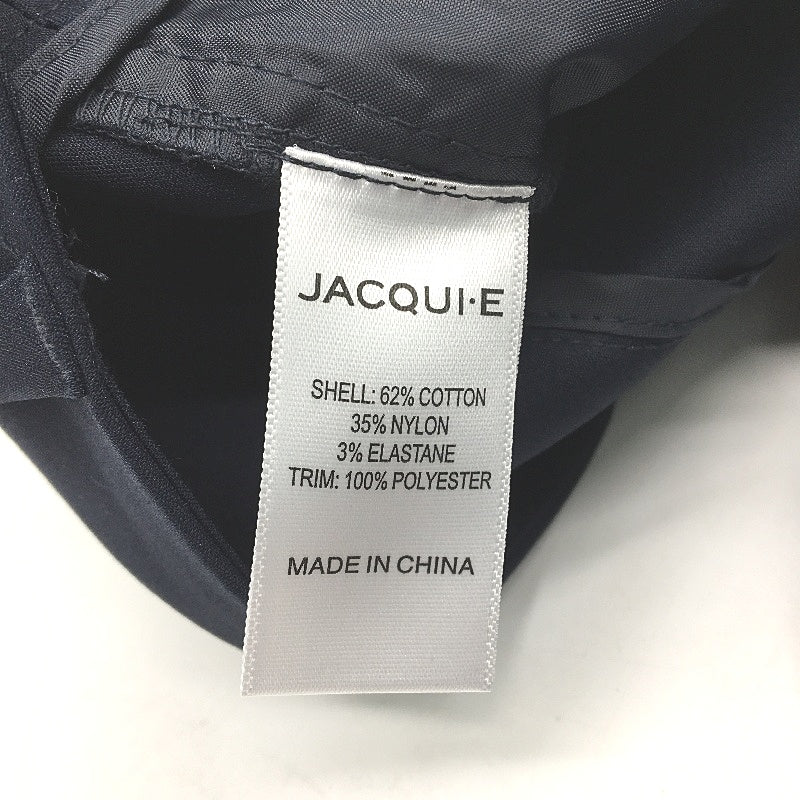 JACQUI·E
SHELL: 62% COTTON
35% NYLON
3% ELASTANE
TRIM: 100% POLYESTER
MADE IN CHINA